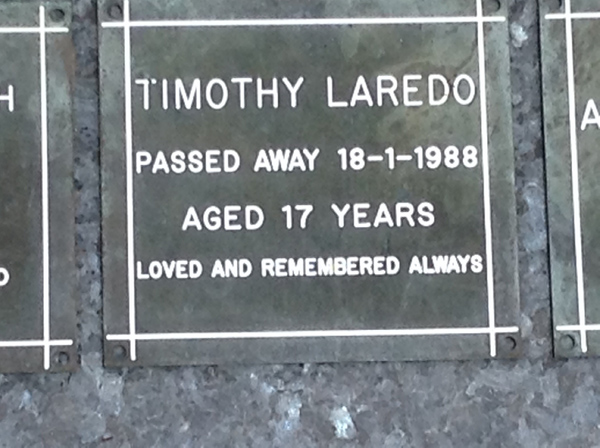 TIMOTHY LAREDO
PASSED AWAY 18-1-1988
AGED 17 YEARS
LOVED AND REMEMBERED ALWAYS